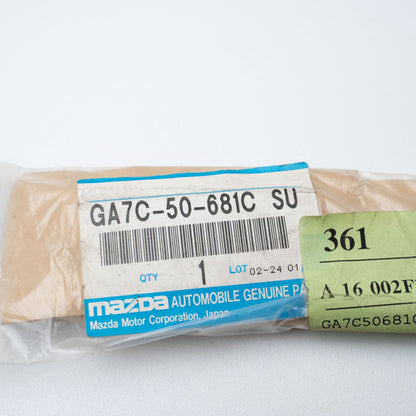 GA7C-50-681C SU
QTY 1 LOT 02-24 01
mazda AUTOMOBILE GENUINE PA
Mazda Motor Corporation, Japan
361
A 16 002F
GA7C50681C